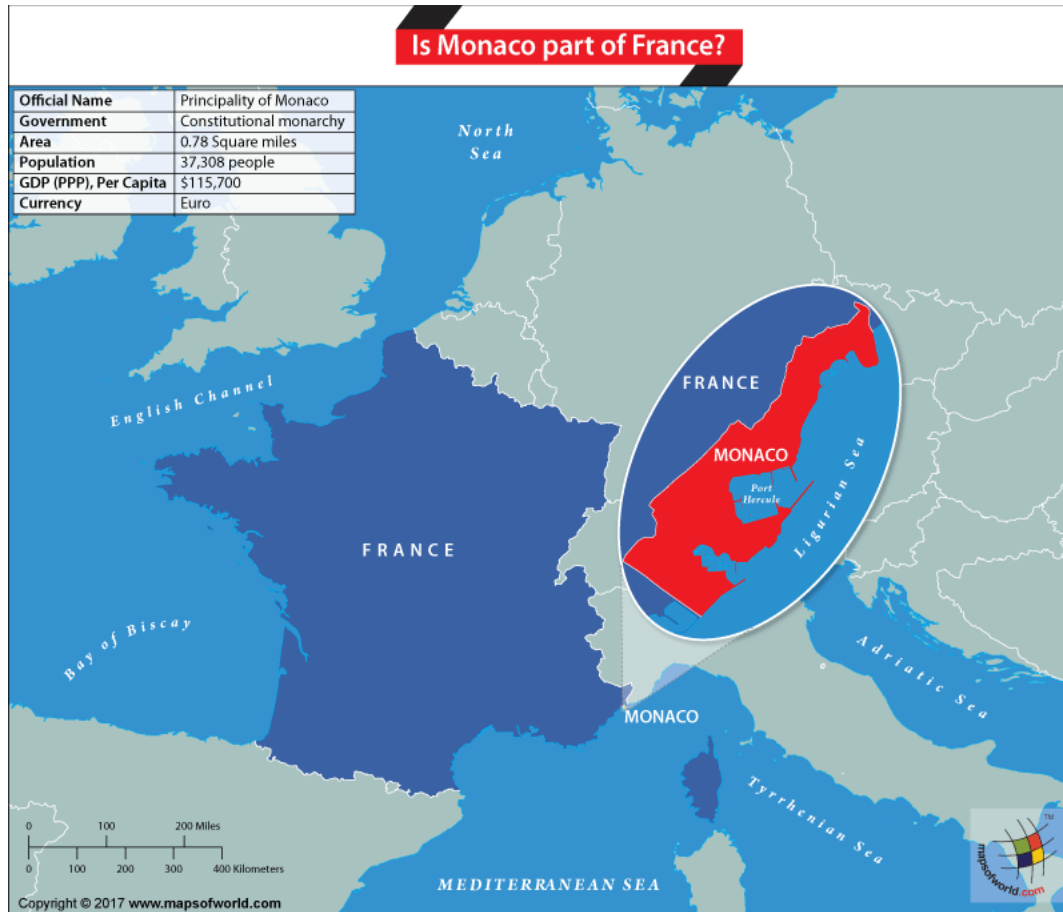 Is Monaco part of France?
Official Name Principality of Monaco
Government Constitutional monarchy
Area 0.78 Square miles
Population 37,308 people
GDP (PPP), Per Capita $115,700
Currency Euro
North
Sea
English Channel
FRANCE
MONACO
Port
Hercule
Ligurian Sea
FRANCE
Bay of Biscay
Adriatic Sea
MONACO
Tyrrhenian Sea
MEDITERRANEAN SEA
0 100 200 Miles
0 100 200 300 400 Kilometers
TM
mapsofworld.com
Copyright © 2017 www.mapsofworld.com